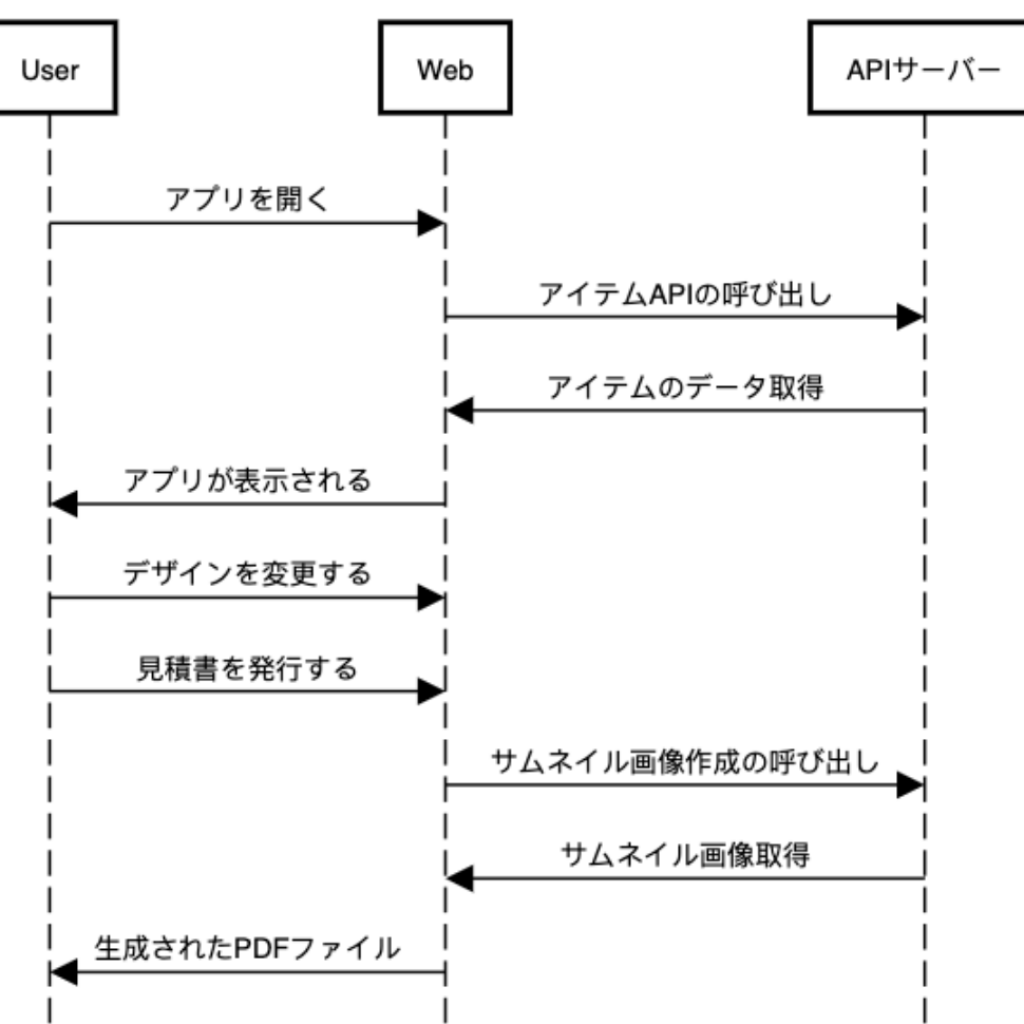 User
Web
APIサーバー
アプリを開く
アイテムAPIの呼び出し
アイテムのデータ取得
アプリが表示される
デザインを変更する
見積書を発行する
サムネイル画像作成の呼び出し
サムネイル画像取得
生成されたPDFファイル